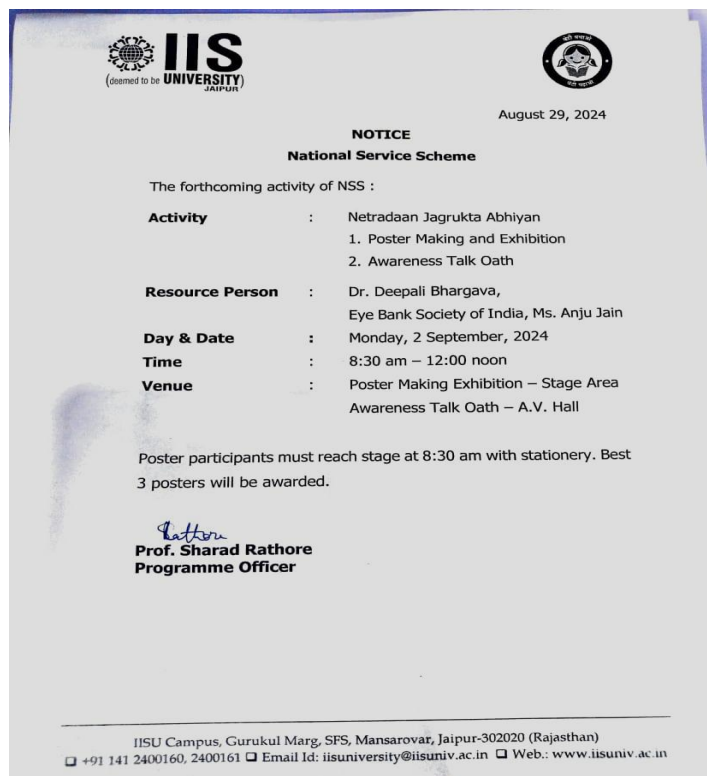 IIS
(deemed to be UNIVERSITY)
JAIPUR
बेटी बचाओ
बेटी पढ़ाओ
August 29, 2024
NOTICE
National Service Scheme
The forthcoming activity of NSS :
Activity : Netradaan Jagrukta Abhiyan
1. Poster Making and Exhibition
2. Awareness Talk Oath
Resource Person : Dr. Deepali Bhargava,
Eye Bank Society of India, Ms. Anju Jain
Day & Date : Monday, 2 September, 2024
Time : 8:30 am – 12:00 noon
Venue : Poster Making Exhibition – Stage Area
Awareness Talk Oath – A.V. Hall
Poster participants must reach stage at 8:30 am with stationery. Best
3 posters will be awarded.
Rathore
Prof. Sharad Rathore
Programme Officer
IISU Campus, Gurukul Marg, SFS, Mansarovar, Jaipur-302020 (Rajasthan)
❑ +91 141 2400160, 2400161 ❑ Email Id: iisuniversity@iisuniv.ac.in ❑ Web.: www.iisuniv.ac.in